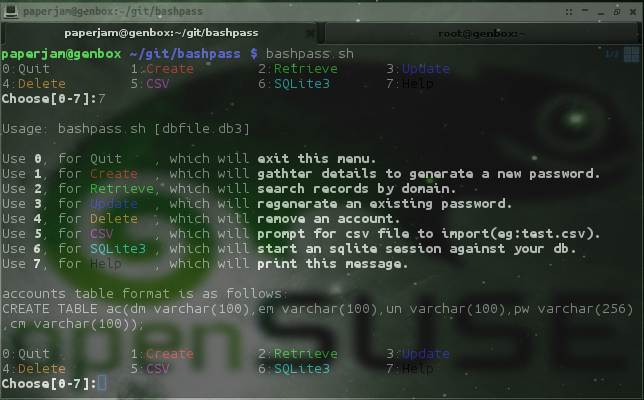 paperjam@genbox:~/git/bashpass
paperjam@genbox:~/git/bashpass root@genbox:~
paperjam@genbox ~/git/bashpass $ bashpass.sh 1/2
0:Quit 1:Create 2:Retrieve 3:Update
4:Delete 5:CSV 6:SQLite3 7:Help
Choose[0-7]:7
Usage: bashpass.sh [dbfile.db3]
Use 0, for Quit , which will exit this menu.
Use 1, for Create , which will gathter details to generate a new password.
Use 2, for Retrieve, which will search records by domain.
Use 3, for Update , which will regenerate an existing password.
Use 4, for Delete , which will remove an account.
Use 5, for CSV , which will prompt for csv file to import(eg:test.csv).
Use 6, for SQLite3 , which will start an sqlite session against your db.
Use 7, for Help , which will print this message.
accounts table format is as follows:
CREATE TABLE ac(dm varchar(100),em varchar(100),un varchar(100),pw varchar(256)
,cm varchar(100));
openSUSE
0:Quit 1:Create 2:Retrieve 3:Update
4:Delete 5:CSV 6:SQLite3 7:Help
Choose[0-7]: